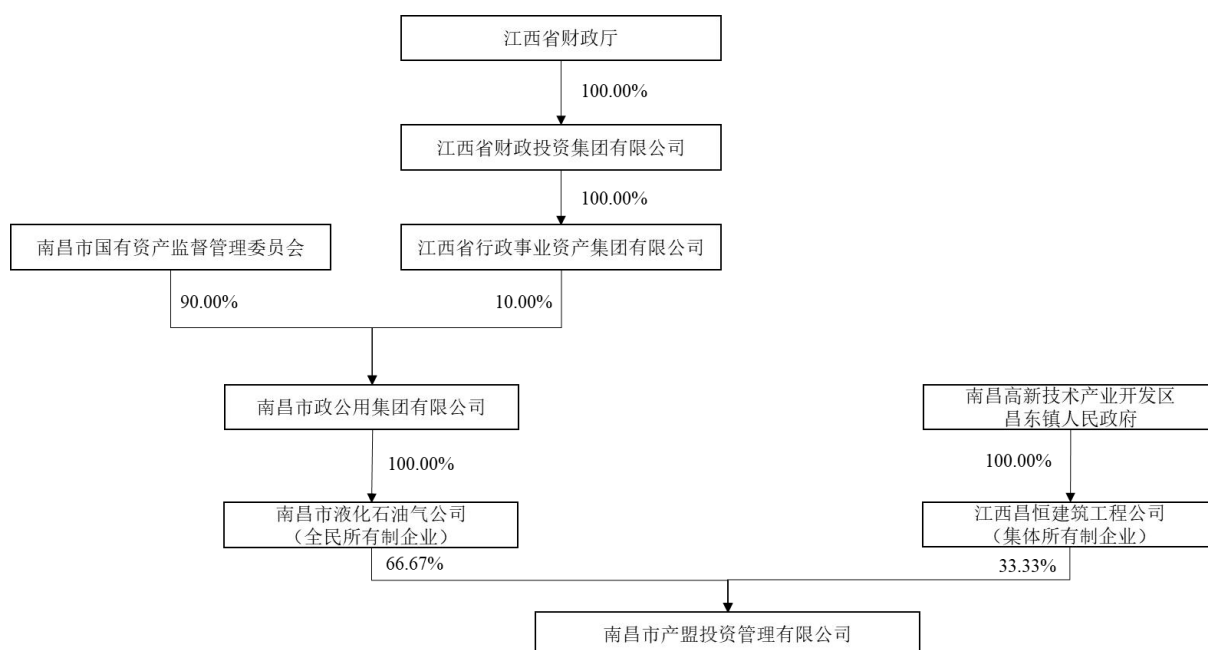 江西省财政厅
100.00%
江西省财政投资集团有限公司
100.00%
南昌市国有资产监督管理委员会
江西省行政事业资产集团有限公司
90.00%
10.00%
南昌市政公用集团有限公司
南昌高新技术产业开发区
昌东镇人民政府
100.00%
100.00%
南昌市液化石油气公司
（全民所有制企业）
江西昌恒建筑工程公司
（集体所有制企业）
66.67%
33.33%
南昌市产盟投资管理有限公司